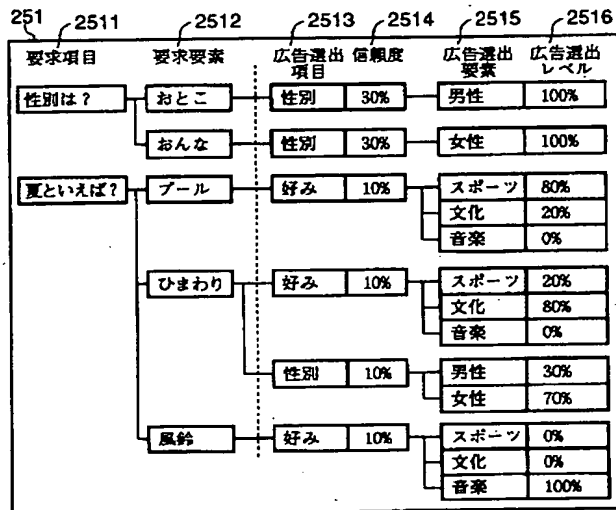 251 2511 2512 2513 2514 2515 2516
要求項目 要求要素 広告選出項目 信頼度 広告選出要素 広告選出レベル
性別は？ おとこ 性別 30% 男性 100%
おんな 性別 30% 女性 100%
夏といえば？ プール 好み 10% スポーツ 80%
文化 20%
音楽 0%
ひまわり 好み 10% スポーツ 20%
文化 80%
音楽 0%
性別 10% 男性 30%
女性 70%
風鈴 好み 10% スポーツ 0%
文化 0%
音楽 100%